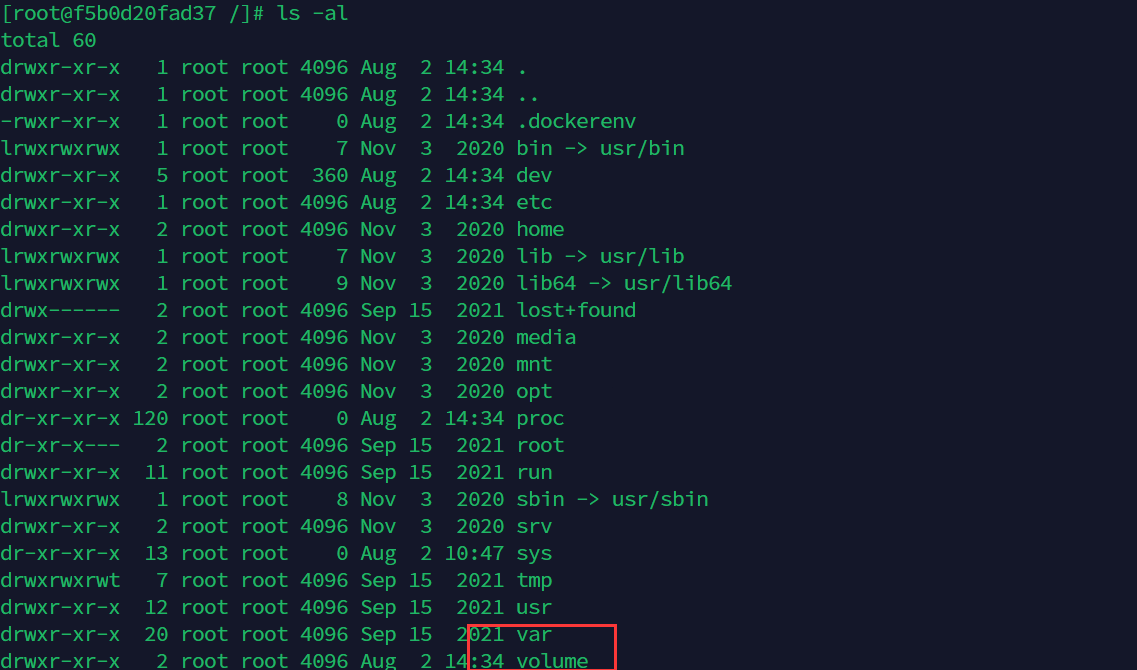 [root@f5b0d20fad37 /]# ls -al
total 60
drwxr-xr-x   1 root root 4096 Aug  2 14:34 .
drwxr-xr-x   1 root root 4096 Aug  2 14:34 ..
-rwxr-xr-x   1 root root    0 Aug  2 14:34 .dockerenv
lrwxrwxrwx   1 root root    7 Nov  3  2020 bin -> usr/bin
drwxr-xr-x   5 root root  360 Aug  2 14:34 dev
drwxr-xr-x   1 root root 4096 Aug  2 14:34 etc
drwxr-xr-x   2 root root 4096 Nov  3  2020 home
lrwxrwxrwx   1 root root    7 Nov  3  2020 lib -> usr/lib
lrwxrwxrwx   1 root root    9 Nov  3  2020 lib64 -> usr/lib64
drwx------   2 root root 4096 Sep 15  2021 lost+found
drwxr-xr-x   2 root root 4096 Nov  3  2020 media
drwxr-xr-x   2 root root 4096 Nov  3  2020 mnt
drwxr-xr-x   2 root root 4096 Nov  3  2020 opt
dr-xr-xr-x 120 root root    0 Aug  2 14:34 proc
dr-xr-x---   2 root root 4096 Sep 15  2021 root
drwxr-xr-x  11 root root 4096 Sep 15  2021 run
lrwxrwxrwx   1 root root    8 Nov  3  2020 sbin -> usr/sbin
drwxr-xr-x   2 root root 4096 Nov  3  2020 srv
dr-xr-xr-x  13 root root    0 Aug  2 10:47 sys
drwxrwxrwt   7 root root 4096 Sep 15  2021 tmp
drwxr-xr-x  12 root root 4096 Sep 15  2021 usr
drwxr-xr-x  20 root root 4096 Sep 15  2021 var
drwxr-xr-x   2 root root 4096 Aug  2 14:34 volume